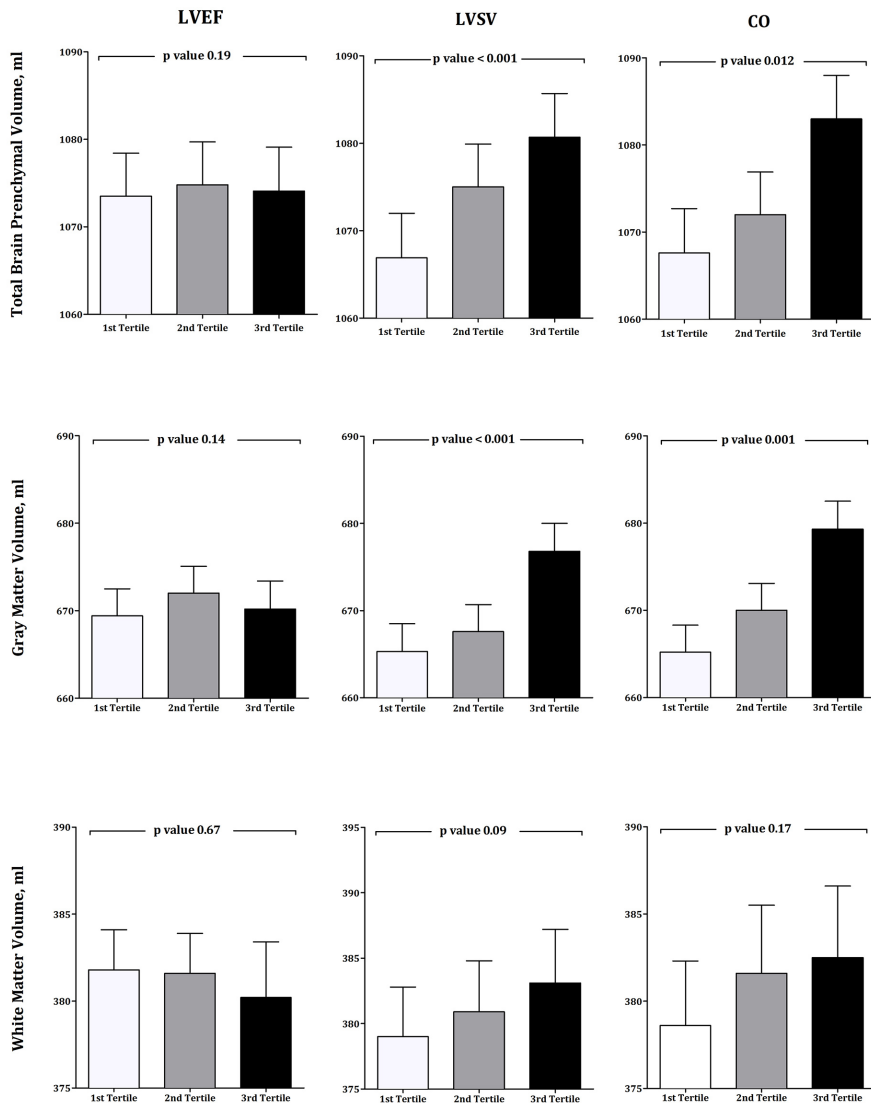 LVEF
LVSV
CO
Total Brain Prenchymal Volume, ml
1090
1080
1070
1060
p value 0.19
1st Tertile 2nd Tertile 3rd Tertile
1090
1080
1070
1060
p value < 0.001
1st Tertile 2nd Tertile 3rd Tertile
1090
1080
1070
1060
p value 0.012
1st Tertile 2nd Tertile 3rd Tertile
Gray Matter Volume, ml
690
680
670
660
p value 0.14
1st Tertile 2nd Tertile 3rd Tertile
690
680
670
660
p value < 0.001
1st Tertile 2nd Tertile 3rd Tertile
690
680
670
660
p value 0.001
1st Tertile 2nd Tertile 3rd Tertile
White Matter Volume, ml
390
385
380
375
p value 0.67
1st Tertile 2nd Tertile 3rd Tertile
395
390
385
380
375
p value 0.09
1st Tertile 2nd Tertile 3rd Tertile
390
385
380
375
p value 0.17
1st Tertile 2nd Tertile 3rd Tertile